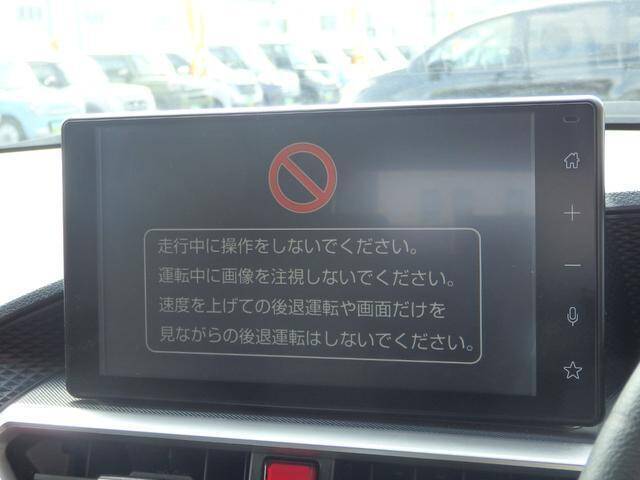 走行中に操作をしないでください。
運転中に画像を注視しないでください。
速度を上げての後退運転や画面だけを
見ながらの後退運転はしないでください。